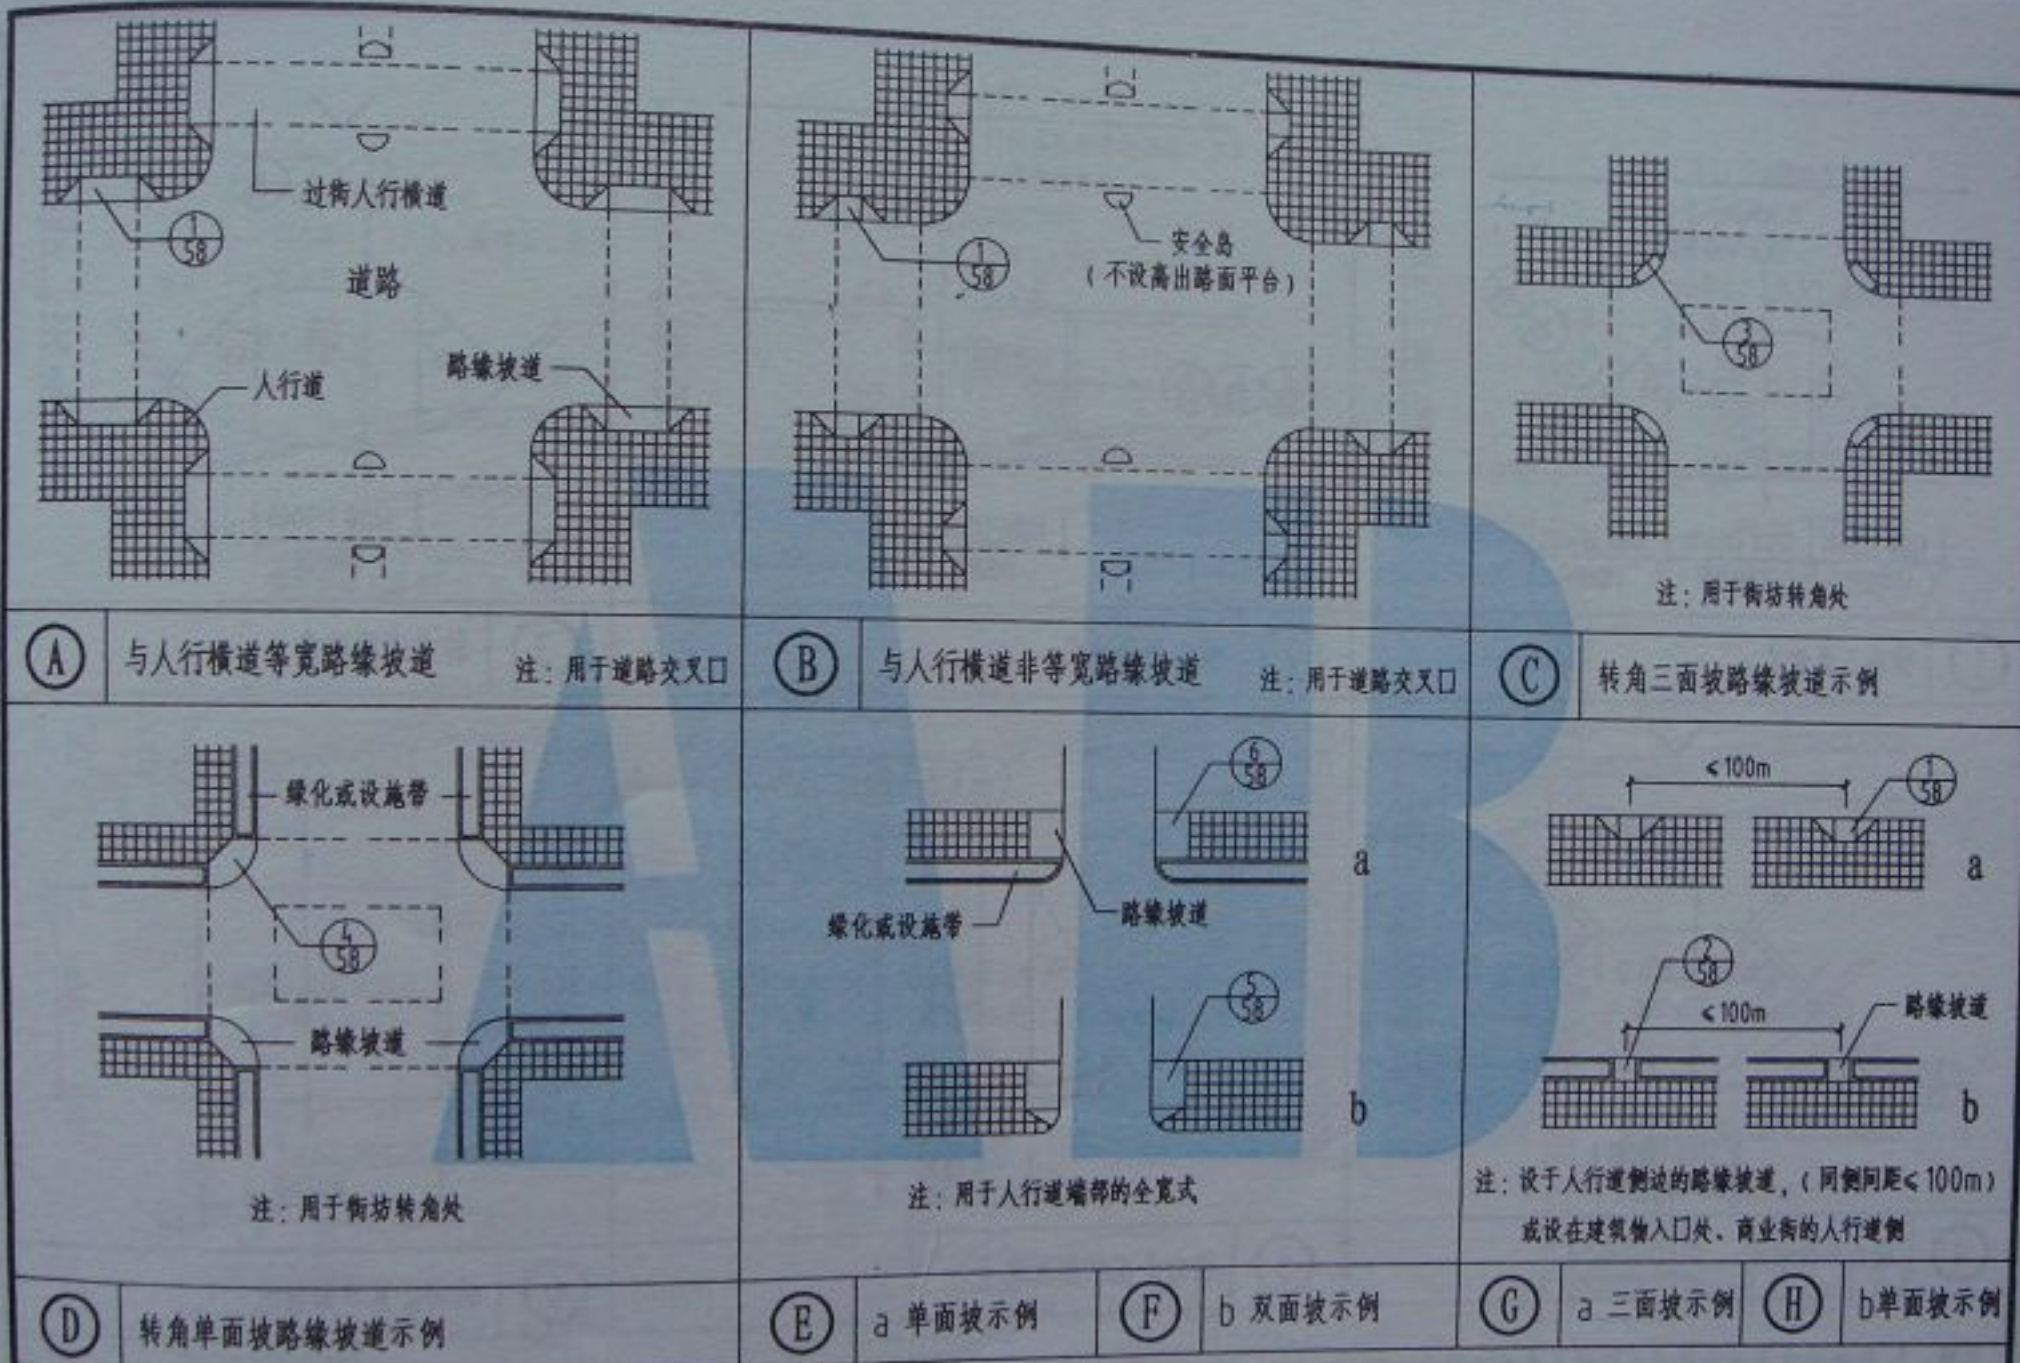 过街人行横道
1
58
道路
人行道
路缘坡道
Ⓐ 与人行横道等宽路缘坡道 注：用于道路交叉口
1
58
安全岛
（不设高出路面平台）
Ⓑ 与人行横道非等宽路缘坡道 注：用于道路交叉口
3
58
注：用于街坊转角处
Ⓒ 转角三面坡路缘坡道示例
绿化或设施带
4
58
路缘坡道
注：用于街坊转角处
Ⓓ 转角单面坡路缘坡道示例
6
58
a
绿化或设施带
路缘坡道
5
58
b
注：用于人行道端部的全宽式
Ⓔ a 单面坡示例 Ⓕ b 双面坡示例
≤100m
1
58
a
2
58
≤100m
路缘坡道
b
注：设于人行道侧边的路缘坡道，（同侧间距≤100m）
或设在建筑物入口处、商业街的人行道侧
Ⓖ a 三面坡示例 Ⓗ b单面坡示例
AIB